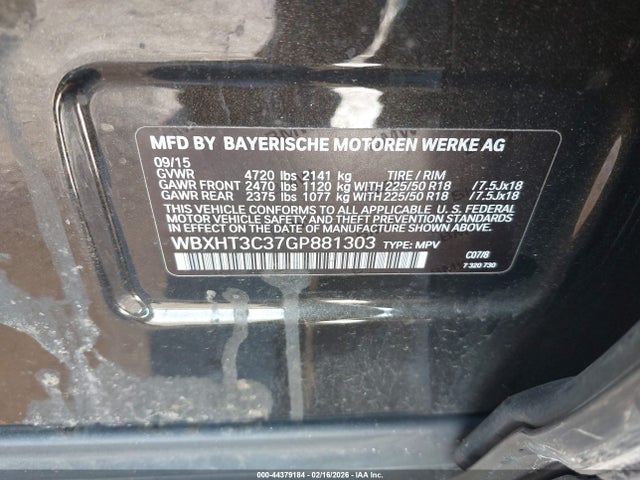 MFD BY BAYERISCHE MOTOREN WERKE AG
09/15
GVWR 4720 lbs 2141 kg TIRE / RIM
GAWR FRONT 2470 lbs 1120 kg WITH 225/50 R18 / 7.5Jx18
GAWR REAR 2375 lbs 1077 kg WITH 225/50 R18 / 7.5Jx18
THIS VEHICLE CONFORMS TO ALL APPLICABLE U.S. FEDERAL
MOTOR VEHICLE SAFETY AND THEFT PREVENTION STANDARDS
IN EFFECT ON THE DATE OF MANUFACTURE SHOWN ABOVE.
WBXHT3C37GP881303 TYPE: MPV
C07/8
7 320 730
000-44379184 | 02/16/2026 - IAA Inc.